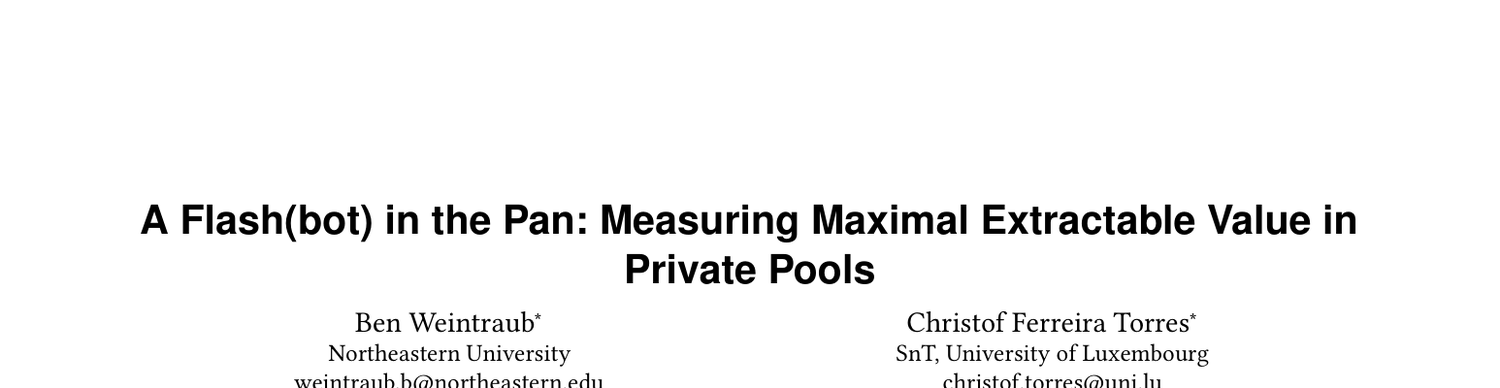 A Flash(bot) in the Pan: Measuring Maximal Extractable Value in
Private Pools
Ben Weintraub*
Northeastern University
weintraub.b@northeastern.edu
Christof Ferreira Torres*
SnT, University of Luxembourg
christof.torres@uni.lu